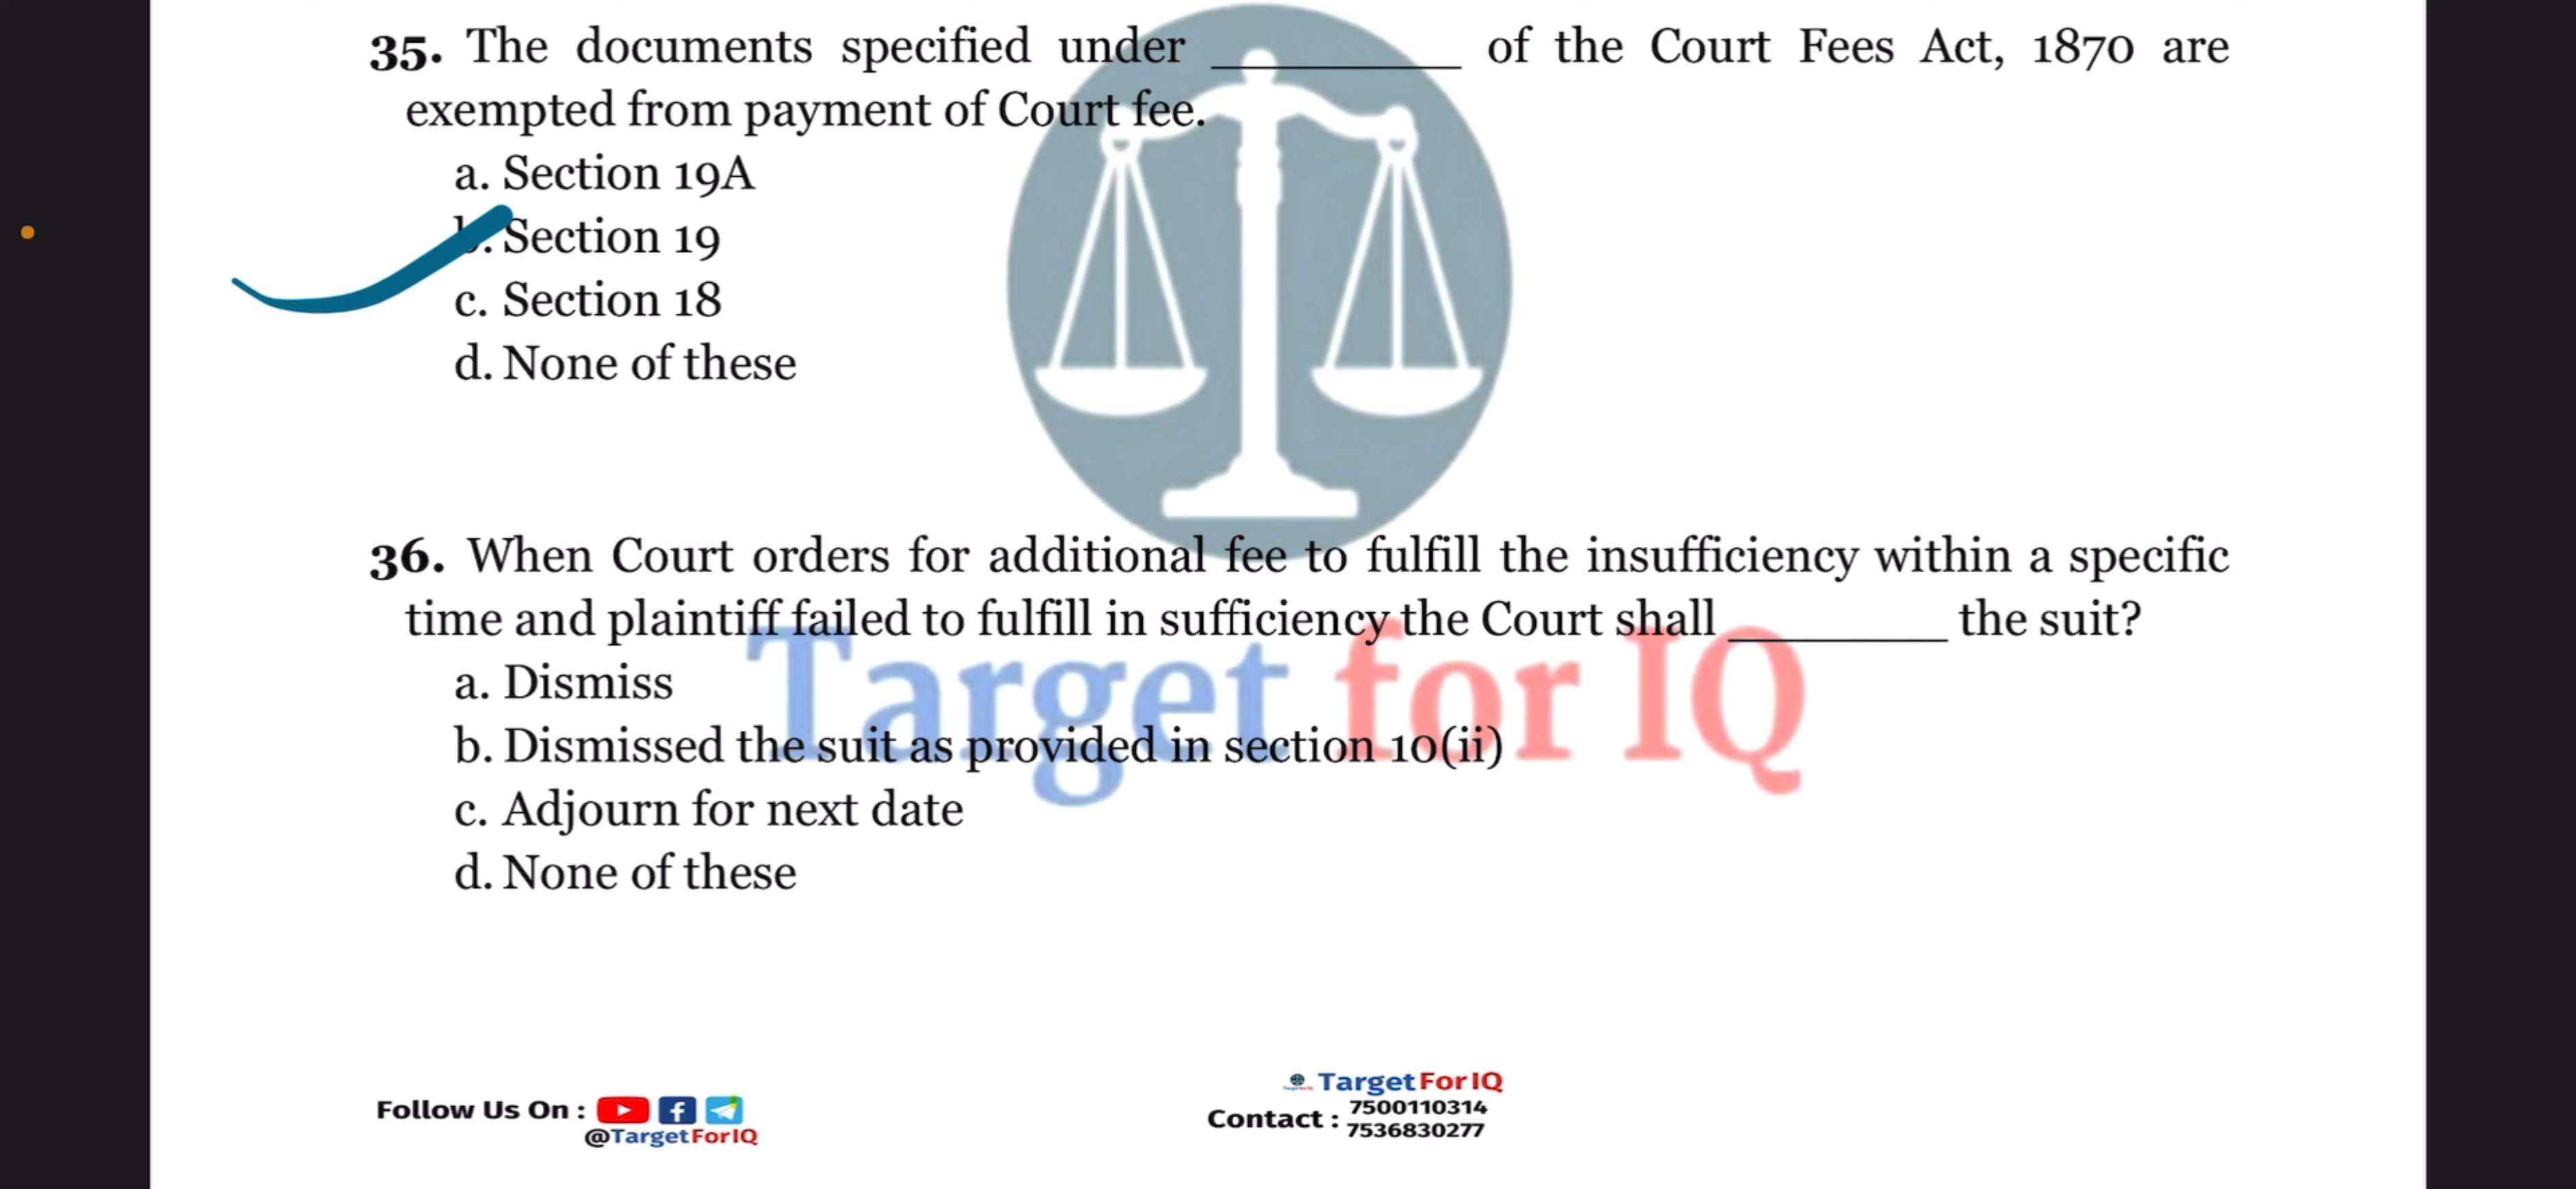 35. The documents specified under __________ of the Court Fees Act, 1870 are
exempted from payment of Court fee.
a. Section 19A
b. Section 19
c. Section 18
d. None of these
36. When Court orders for additional fee to fulfill the insufficiency within a specific
time and plaintiff failed to fulfill in sufficiency the Court shall _________ the suit?
Target for IQ
a. Dismiss
b. Dismissed the suit as provided in section 10(ii)
c. Adjourn for next date
d. None of these
Follow Us On :
@TargetForIQ
TargetForIQ
Contact : 7500110314
7536830277